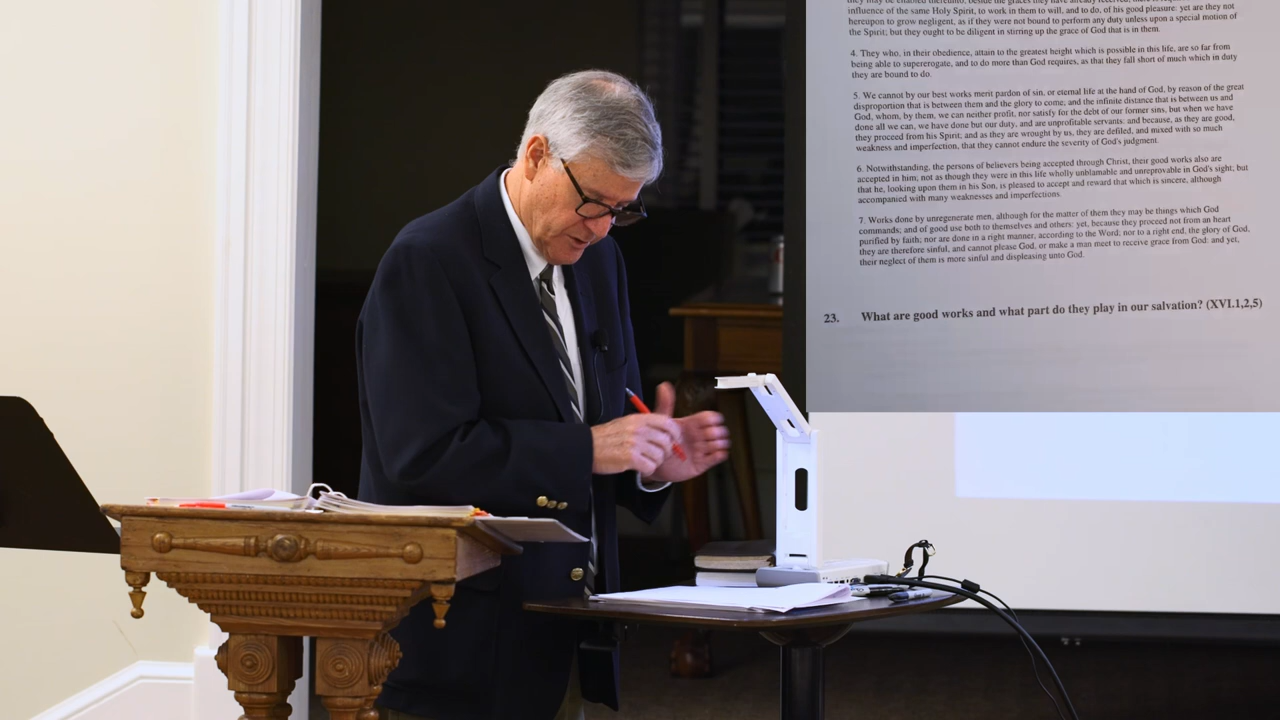 they may be enabled thereunto, beside the graces they have already received, there is
influence of the same Holy Spirit, to work in them to will, and to do, of his good pleasure: yet are they not
hereupon to grow negligent, as if they were not bound to perform any duty unless upon a special motion of
the Spirit; but they ought to be diligent in stirring up the grace of God that is in them.
4. They who, in their obedience, attain to the greatest height which is possible in this life, are so far from
being able to supererogate, and to do more than God requires, as that they fall short of much which in duty
they are bound to do.
5. We cannot by our best works merit pardon of sin, or eternal life at the hand of God, by reason of the great
disproportion that is between them and the glory to come; and the infinite distance that is between us and
God, whom, by them, we can neither profit, nor satisfy for the debt of our former sins, but when we have
done all we can, we have done but our duty, and are unprofitable servants: and because, as they are good,
they proceed from his Spirit; and as they are wrought by us, they are defiled, and mixed with so much
weakness and imperfection, that they cannot endure the severity of God's judgment.
6. Notwithstanding, the persons of believers being accepted through Christ, their good works also are
accepted in him; not as though they were in this life wholly unblamable and unreprovable in God's sight; but
that he, looking upon them in his Son, is pleased to accept and reward that which is sincere, although
accompanied with many weaknesses and imperfections.
7. Works done by unregenerate men, although for the matter of them they may be things which God
commands; and of good use both to themselves and others: yet, because they proceed not from an heart
purified by faith; nor are done in a right manner, according to the Word; nor to a right end, the glory of God,
they are therefore sinful, and cannot please God, or make a man meet to receive grace from God: and yet,
their neglect of them is more sinful and displeasing unto God.
23. What are good works and what part do they play in our salvation? (XVI.1,2,5)